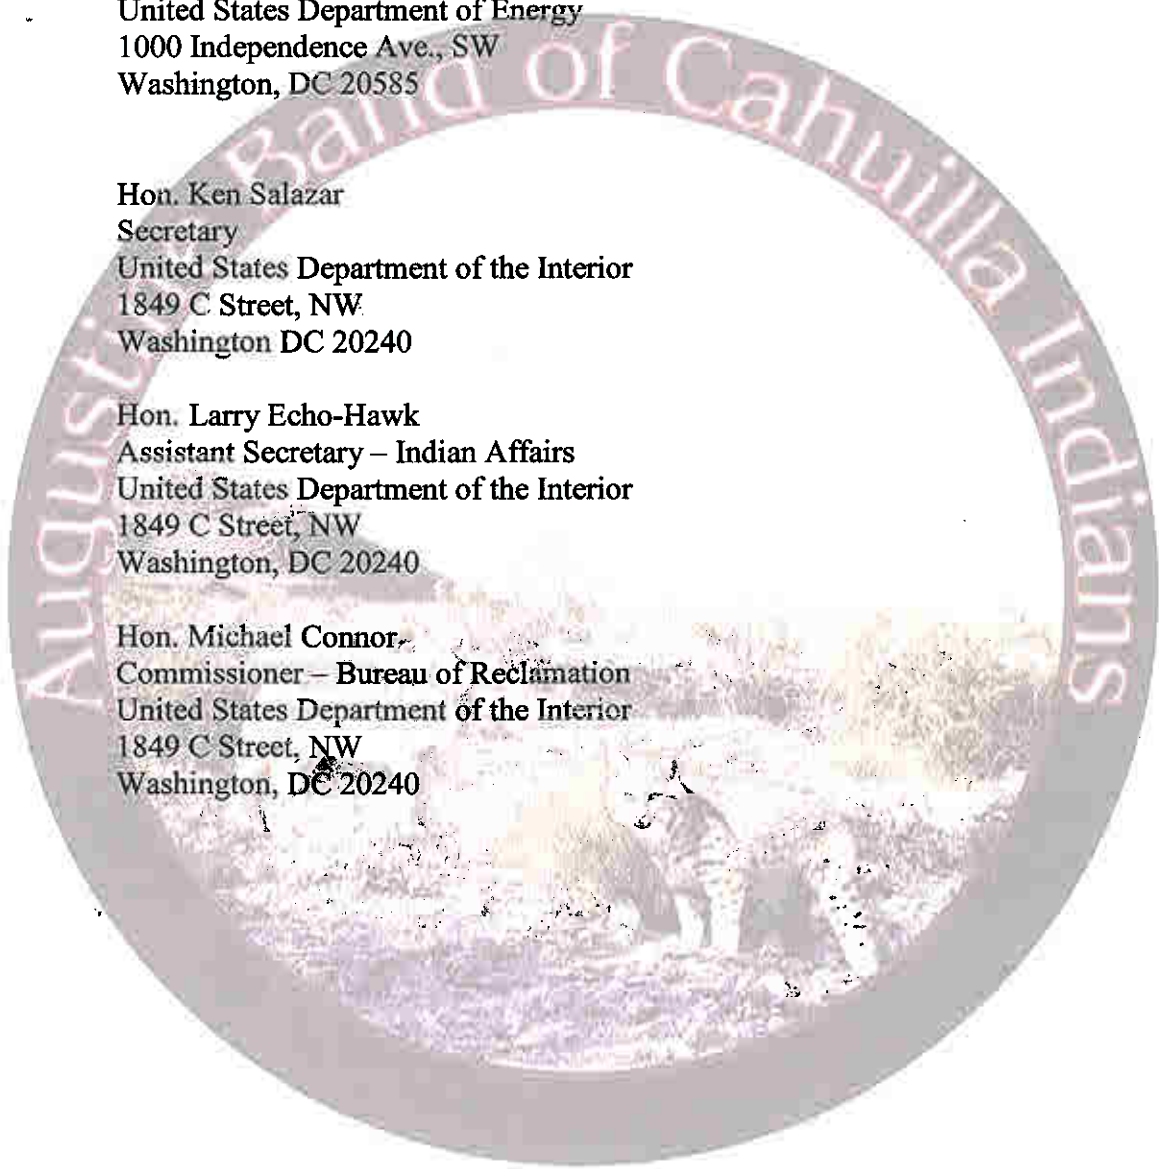 United States Department of Energy
1000 Independence Ave., SW
Washington, DC 20585
Hon. Ken Salazar
Secretary
United States Department of the Interior
1849 C Street, NW
Washington DC 20240
Hon. Larry Echo-Hawk
Assistant Secretary – Indian Affairs
United States Department of the Interior
1849 C Street, NW
Washington, DC 20240
Hon. Michael Connor
Commissioner – Bureau of Reclamation
United States Department of the Interior
1849 C Street, NW
Washington, DC 20240
Augustine Band of Cahuilla Indians